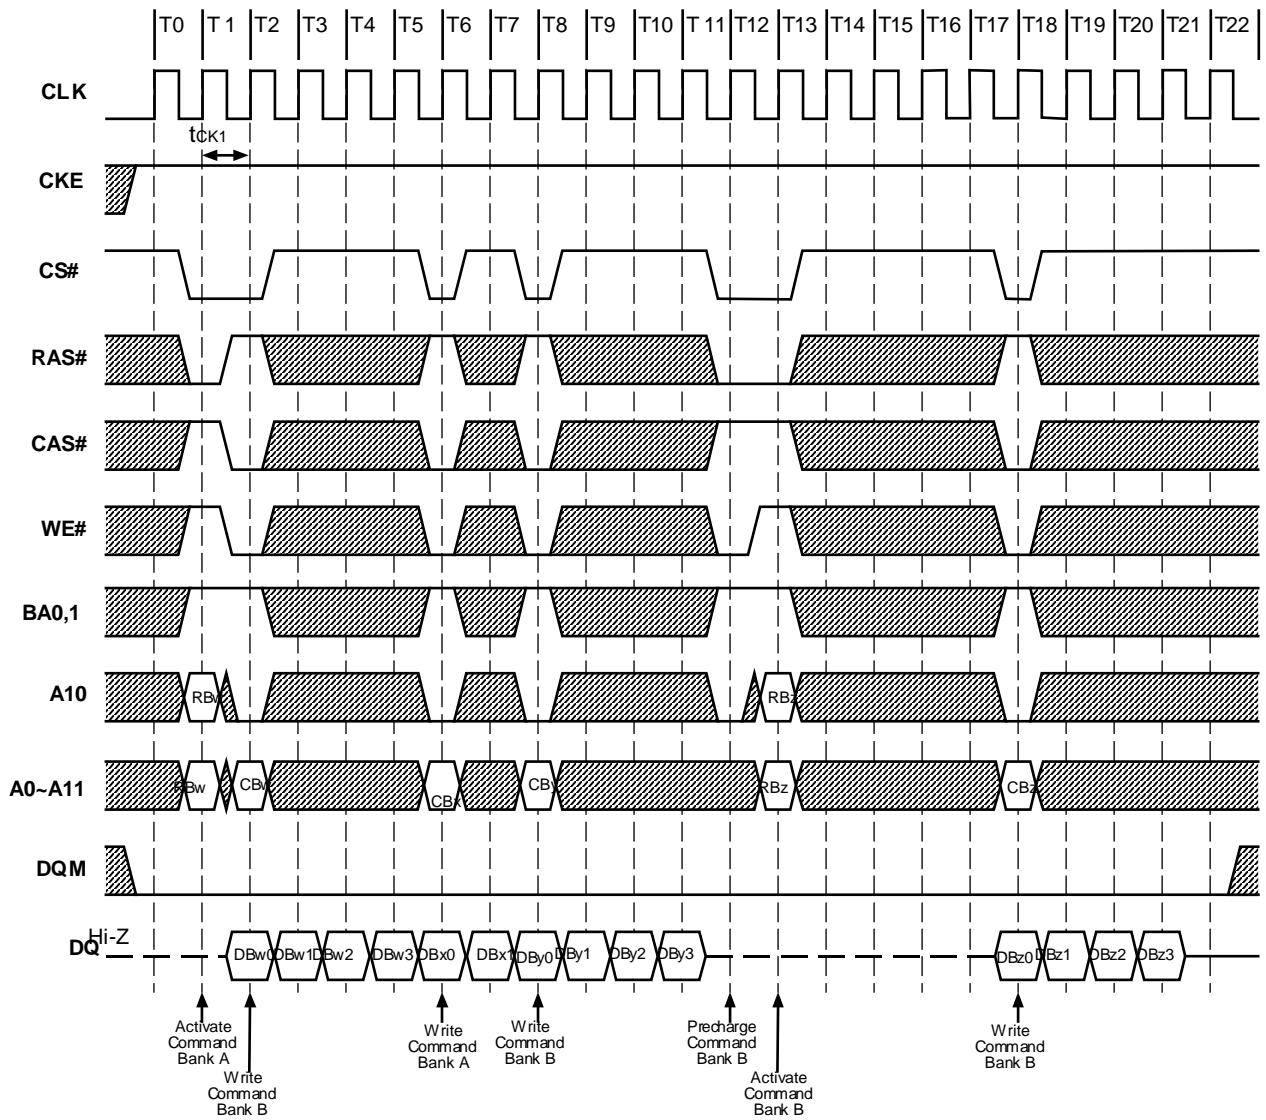 T0 T 1 T2 T3 T4 T5 T6 T7 T8 T9 T10 T 11 T12 T13 T14 T15 T16 T17 T18 T19 T20 T21 T22
CLK
tCK1
CKE
CS#
RAS#
CAS#
WE#
BA0,1
A10
RBw RBz
A0~A11
RBw CBw CBx CBy RBz CBz
DQM
DQ
Hi-Z
DBw0 DBw1 DBw2 DBw3 DBx0 DBx1 DBy0 DBy1 DBy2 DBy3 DBz0 DBz1 DBz2 DBz3
Activate
Command
Bank A
Write
Command
Bank B
Write
Command
Bank A
Write
Command
Bank B
Precharge
Command
Bank B
Activate
Command
Bank B
Write
Command
Bank B